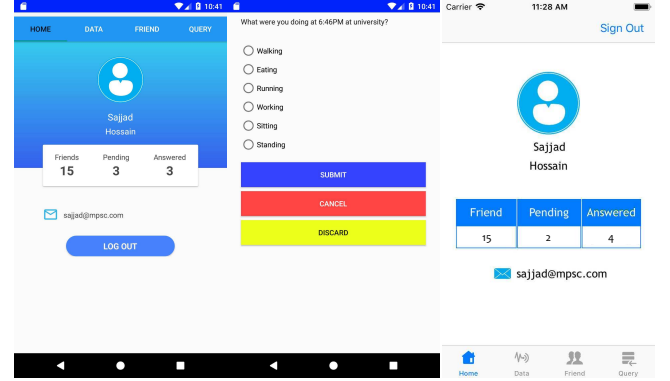 10:41
HOME DATA FRIEND QUERY
Sajjad
Hossain
Friends Pending Answered
15 3 3
sajjad@mpsc.com
LOG OUT
10:41
What were you doing at 6:46PM at university?
Walking
Eating
Running
Working
Sitting
Standing
SUBMIT
CANCEL
DISCARD
Carrier 11:28 AM
Sign Out
Sajjad
Hossain
Friend Pending Answered
15 2 4
sajjad@mpsc.com
Home Data Friend Query